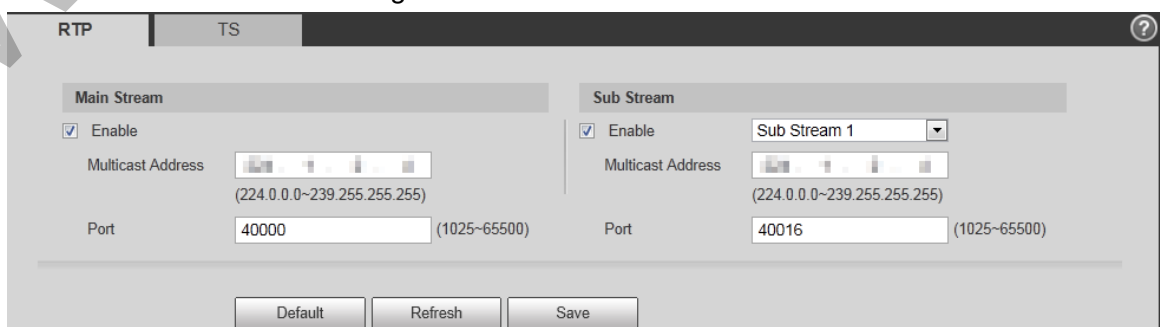 RTP TS ?
Main Stream
Enable
Multicast Address
(224.0.0.0~239.255.255.255)
Port 40000 (1025~65500)
Sub Stream
Enable Sub Stream 1
Multicast Address
(224.0.0.0~239.255.255.255)
Port 40016 (1025~65500)
Default Refresh Save